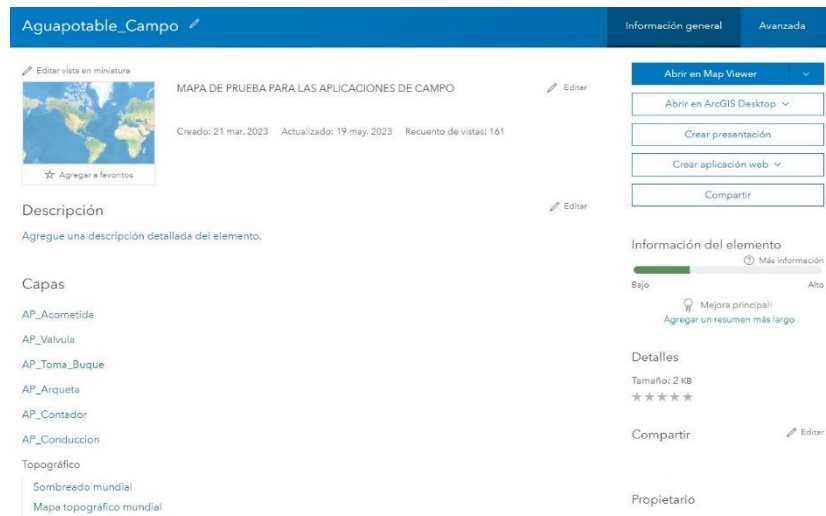 Aguapotable_Campo
Información general
Avanzada
Editar vista en miniatura
MAPA DE PRUEBA PARA LAS APLICACIONES DE CAMPO
Editar
Creado: 21 mar. 2023 Actualizado: 19 may. 2023 Recuento de vistas: 161
Agregar a favoritos
Descripción
Editar
Agregue una descripción detallada del elemento.
Capas
AP_Acometida
AP_Valvula
AP_Toma_Buque
AP_Arqueta
AP_Contador
AP_Conduccion
Topográfico
Sombreado mundial
Mapa topográfico mundial
Abrir en Map Viewer
Abrir en ArcGIS Desktop
Crear presentación
Crear aplicación web
Compartir
Información del elemento
Más información
Bajo
Alto
Mejora principal:
Agregar un resumen más largo
Detalles
Tamaño: 2 KB
Compartir
Editar
Propietario